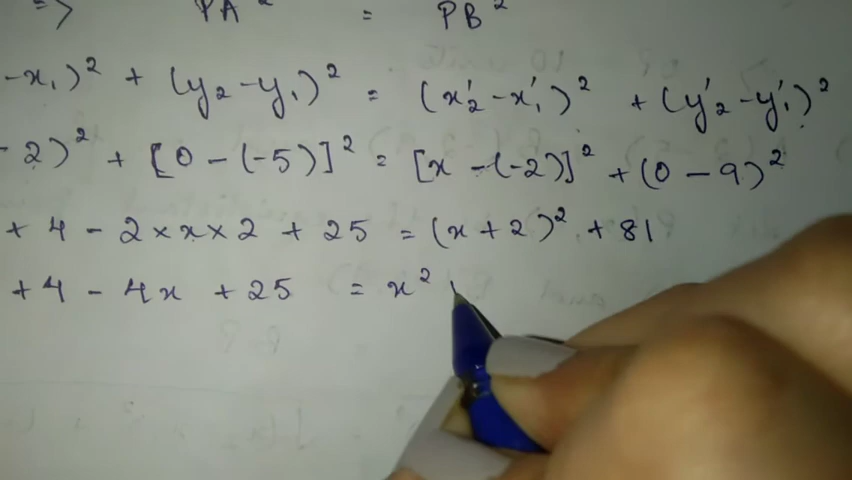 => PA² = PB²
-x₁)² + (y₂-y₁)² = (x'₂-x'₁)² + (y'₂-y'₁)²
2)² + [0-(-5)]² = [x-(-2)]² + (0-9)²
+ 4 - 2×x×2 + 25 = (x+2)² + 81
+4 - 4x + 25 = x²